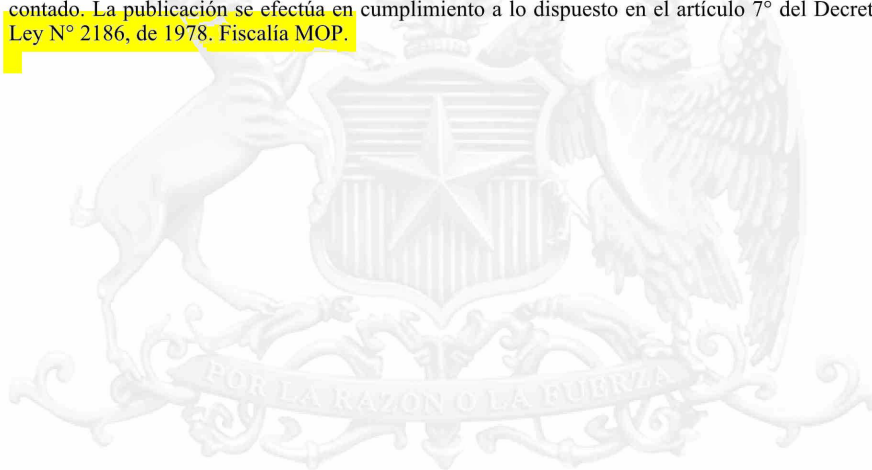 contado. La publicación se efectúa en cumplimiento a lo dispuesto en el artículo 7° del Decret
Ley N° 2186, de 1978. Fiscalía MOP.
POR LA RAZON O LA FUERZA